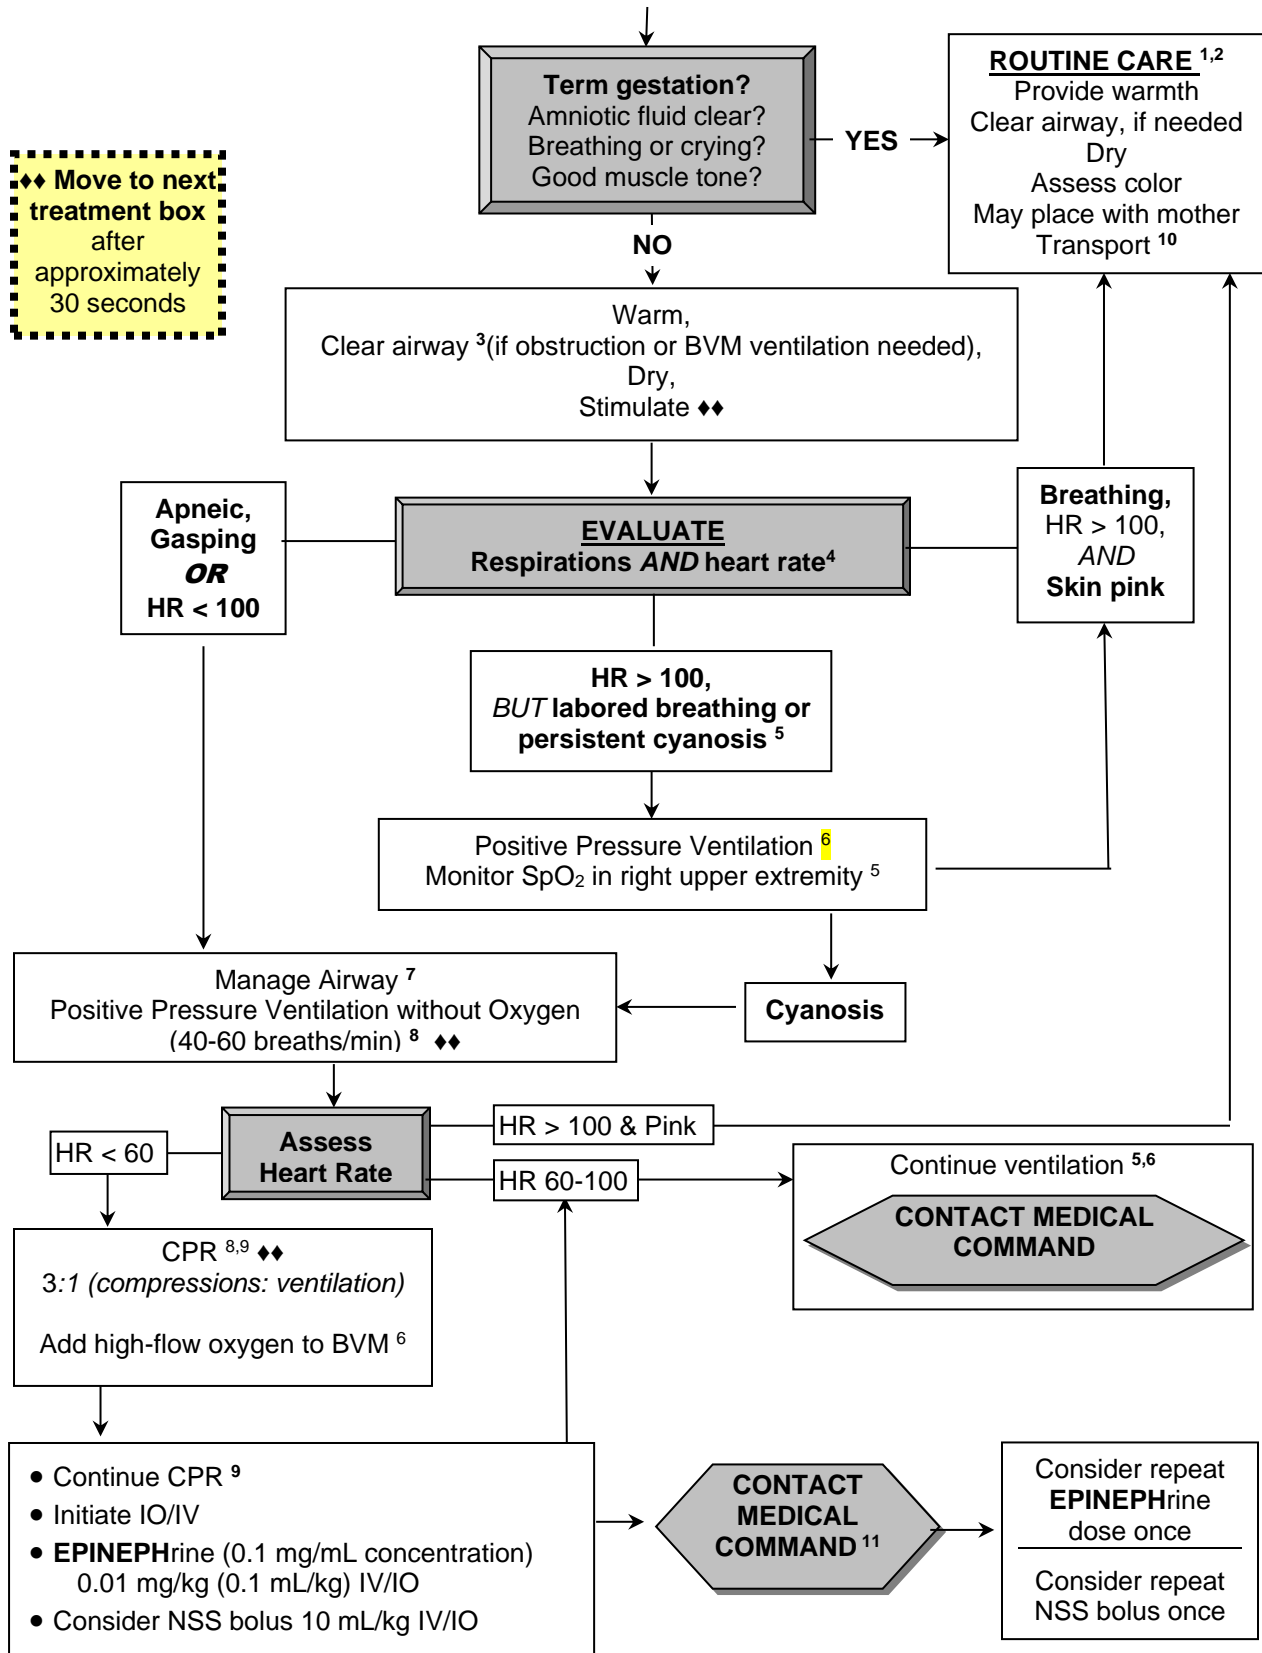 Term gestation?
Amniotic fluid clear?
Breathing or crying?
Good muscle tone?
YES
ROUTINE CARE 1,2
Provide warmth
Clear airway, if needed
Dry
Assess color
May place with mother
Transport 10
♦♦ Move to next
treatment box
after
approximately
30 seconds
NO
Warm,
Clear airway 3(if obstruction or BVM ventilation needed),
Dry,
Stimulate ♦♦
Apneic,
Gasping
OR
HR < 100
EVALUATE
Respirations AND heart rate4
Breathing,
HR > 100,
AND
Skin pink
HR > 100,
BUT labored breathing or
persistent cyanosis 5
Positive Pressure Ventilation 6
Monitor SpO2 in right upper extremity 5
Manage Airway 7
Positive Pressure Ventilation without Oxygen
(40-60 breaths/min) 8 ♦♦
Cyanosis
Assess
Heart Rate
HR > 100 & Pink
HR < 60
HR 60-100
Continue ventilation 5,6
CONTACT MEDICAL
COMMAND
CPR 8,9 ♦♦
3:1 (compressions: ventilation)
Add high-flow oxygen to BVM 6
• Continue CPR 9
• Initiate IO/IV
• EPINEPHrine (0.1 mg/mL concentration)
0.01 mg/kg (0.1 mL/kg) IV/IO
• Consider NSS bolus 10 mL/kg IV/IO
CONTACT
MEDICAL
COMMAND 11
Consider repeat
EPINEPHrine
dose once
Consider repeat
NSS bolus once